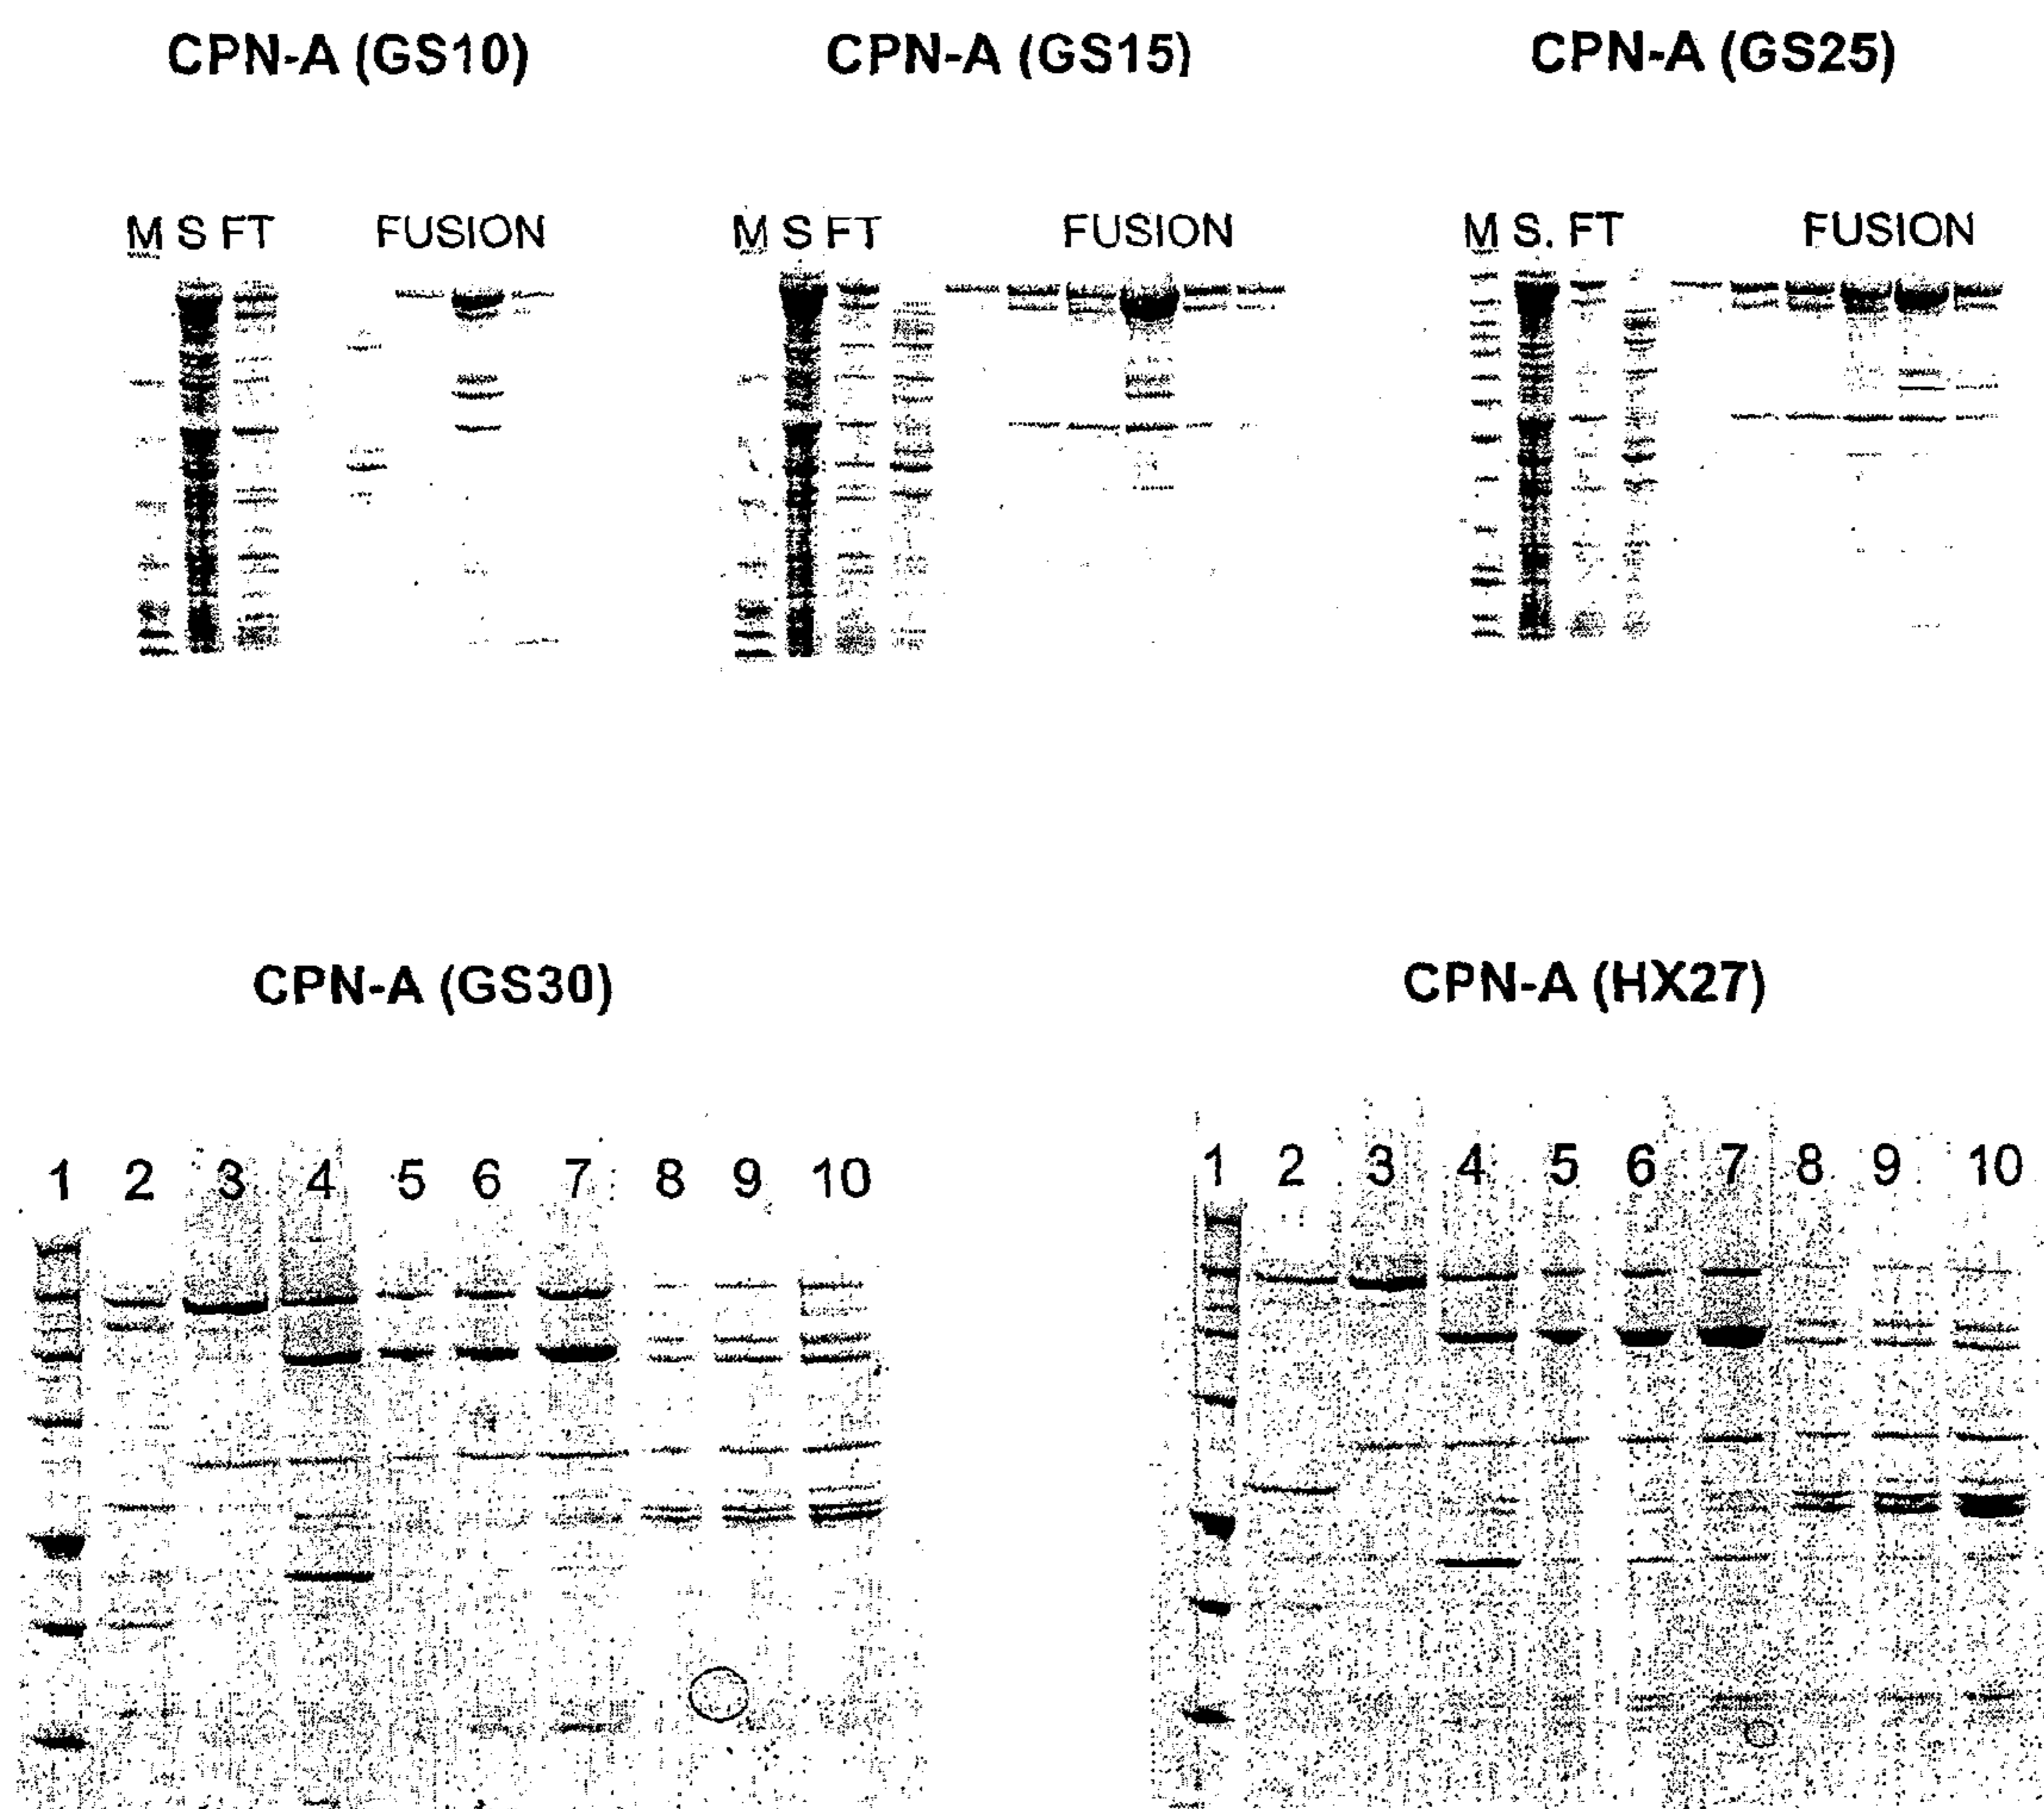 CPN-A (GS10) CPN-A (GS15) CPN-A (GS25)
M S FT FUSION M S FT FUSION M S. FT FUSION
CPN-A (GS30) CPN-A (HX27)
1 2 3 4 5 6 7 8 9 10 1 2 3 4 5 6 7 8 9 10